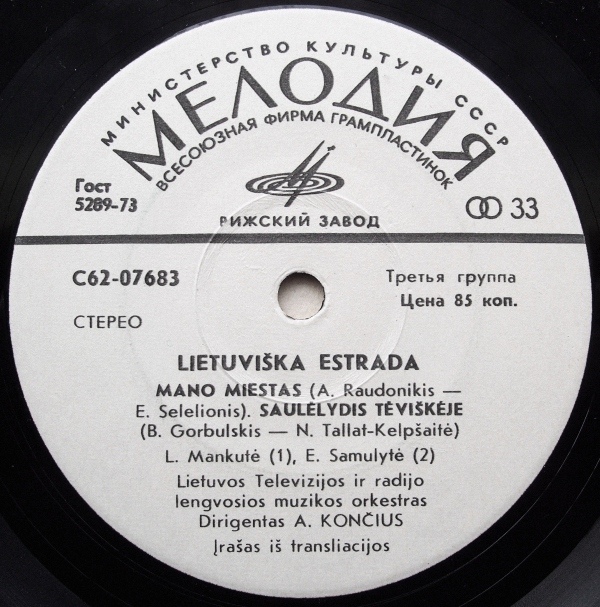 МИНИСТЕРСТВО КУЛЬТУРЫ СССР
МЕЛОДИЯ
ВСЕСОЮЗНАЯ ФИРМА ГРАМПЛАСТИНОК
Гост
5289-73
33
РИЖСКИЙ ЗАВОД
С62-07683
Третья группа
Цена 85 коп.
СТЕРЕО
LIETUVIŠKA ESTRADA
MANO MIESTAS (A. Raudonikis —
E. Selelionis). SAULĖLYDIS TĖVIŠKĖJE
(B. Gorbulskis — N. Tallat-Kelpšaitė)
L. Mankutė (1), E. Samulytė (2)
Lietuvos Televizijos ir radijo
lengvosios muzikos orkestras
Dirigentas A. KONČIUS
Įrašas iš transliacijos